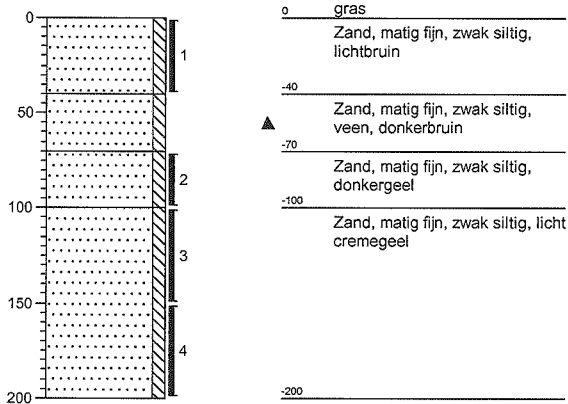 0
50
100
150
200
1
2
3
4
0
gras
Zand, matig fijn, zwak siltig,
lichtbruin
-40
Zand, matig fijn, zwak siltig,
veen, donkerbruin
-70
Zand, matig fijn, zwak siltig,
donkergeel
-100
Zand, matig fijn, zwak siltig, licht
cremegeel
-200